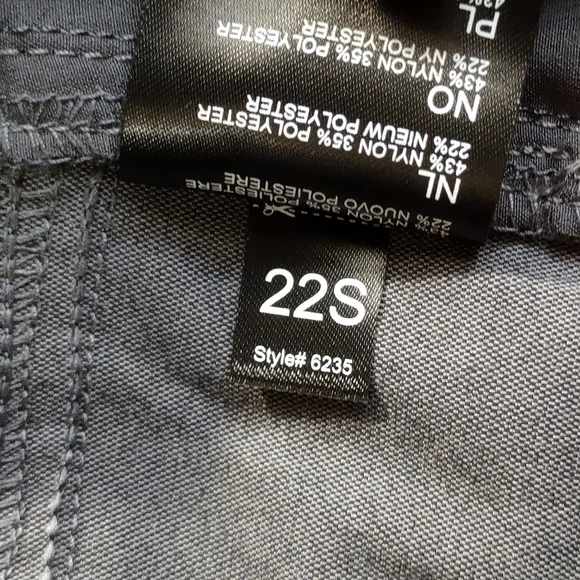 22% NUOVO POLIESTERE
NL
43% NYLON 35% POLYESTER
22% NIEUW POLYESTER
NO
43% NYLON 35% POLYESTER
22% NY POLYESTER
PL
22S
Style# 6235